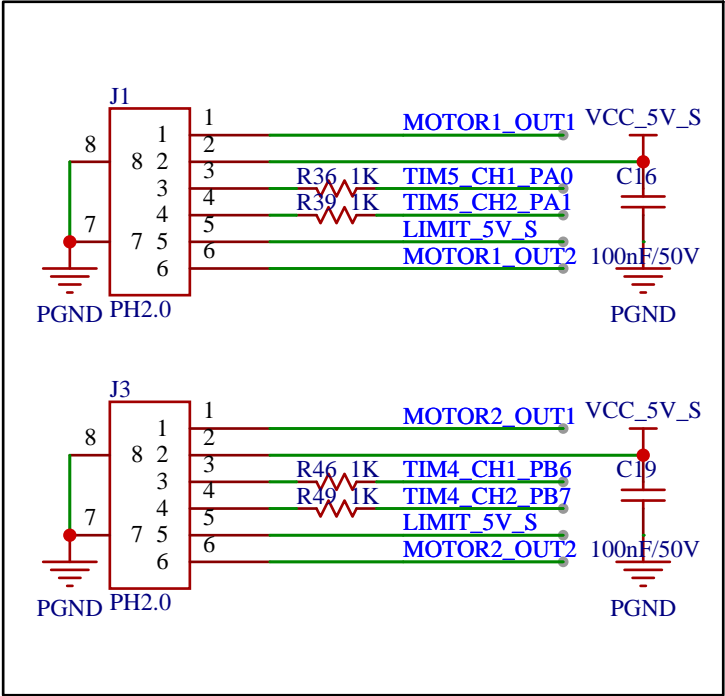 J1
1 MOTOR1_OUT1 VCC_5V_S
8 1 2
8 2 3 R36 1K TIM5_CH1_PA0 C16
3 4 R39 1K TIM5_CH2_PA1
7 4 5 LIMIT_5V_S
7 5 6 MOTOR1_OUT2 100nF/50V
6
PGND PH2.0 PGND
J3
1 MOTOR2_OUT1 VCC_5V_S
8 1 2
8 2 3 R46 1K TIM4_CH1_PB6 C19
3 4 R49 1K TIM4_CH2_PB7
7 4 5 LIMIT_5V_S
7 5 6 MOTOR2_OUT2 100nF/50V
6
PGND PH2.0 PGND